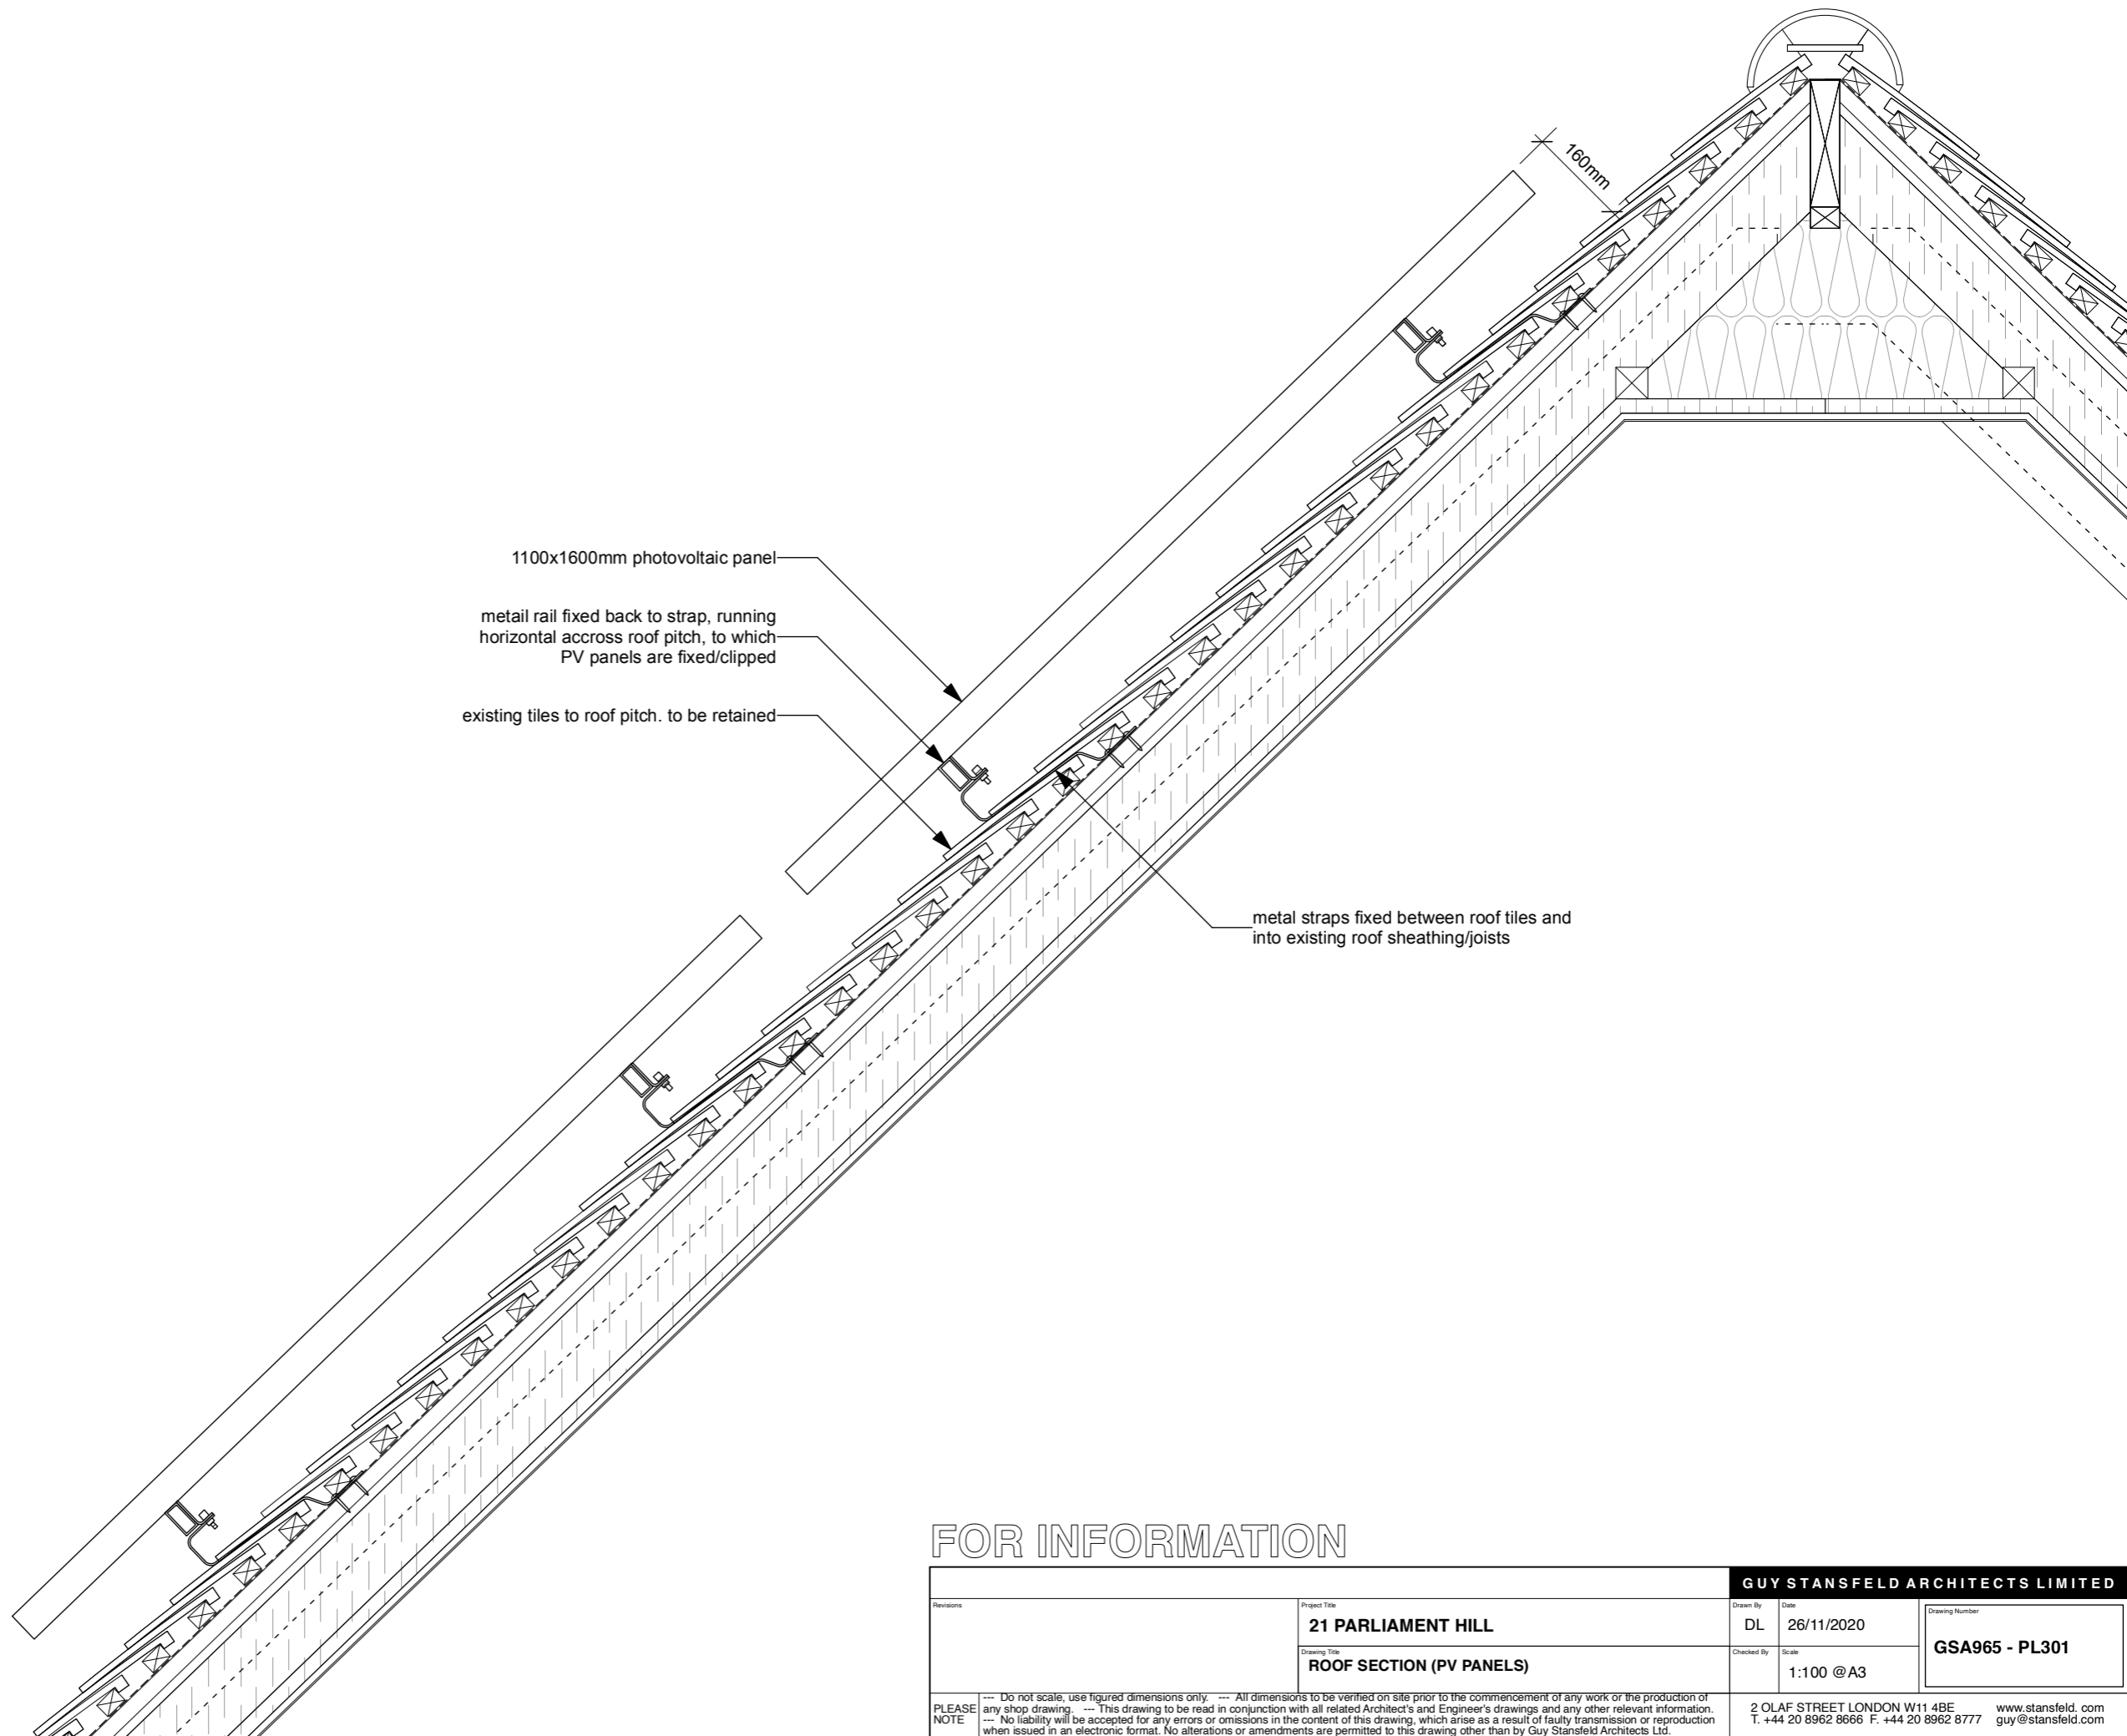 160mm
1100x1600mm photovoltaic panel
metail rail fixed back to strap, running
horizontal accross roof pitch, to which
PV panels are fixed/clipped
existing tiles to roof pitch. to be retained
metal straps fixed between roof tiles and
into existing roof sheathing/joists
FOR INFORMATION
GUY STANSFELD ARCHITECTS LIMITED
Revisions
Project Title
21 PARLIAMENT HILL
Drawing Title
ROOF SECTION (PV PANELS)
Drawn By
DL
Date
26/11/2020
Checked By
Scale
1:100 @A3
Drawing Number
GSA965 - PL301
PLEASE
NOTE
--- Do not scale, use figured dimensions only. --- All dimensions to be verified on site prior to the commencement of any work or the production of
any shop drawing. --- This drawing to be read in conjunction with all related Architect's and Engineer's drawings and any other relevant information.
--- No liability will be accepted for any errors or omissions in the content of this drawing, which arise as a result of faulty transmission or reproduction
when issued in an electronic format. No alterations or amendments are permitted to this drawing other than by Guy Stansfeld Architects Ltd.
2 OLAF STREET LONDON W11 4BE
T. +44 20 8962 8666 F. +44 20 8962 8777
www.stansfeld. com
guy@stansfeld.com